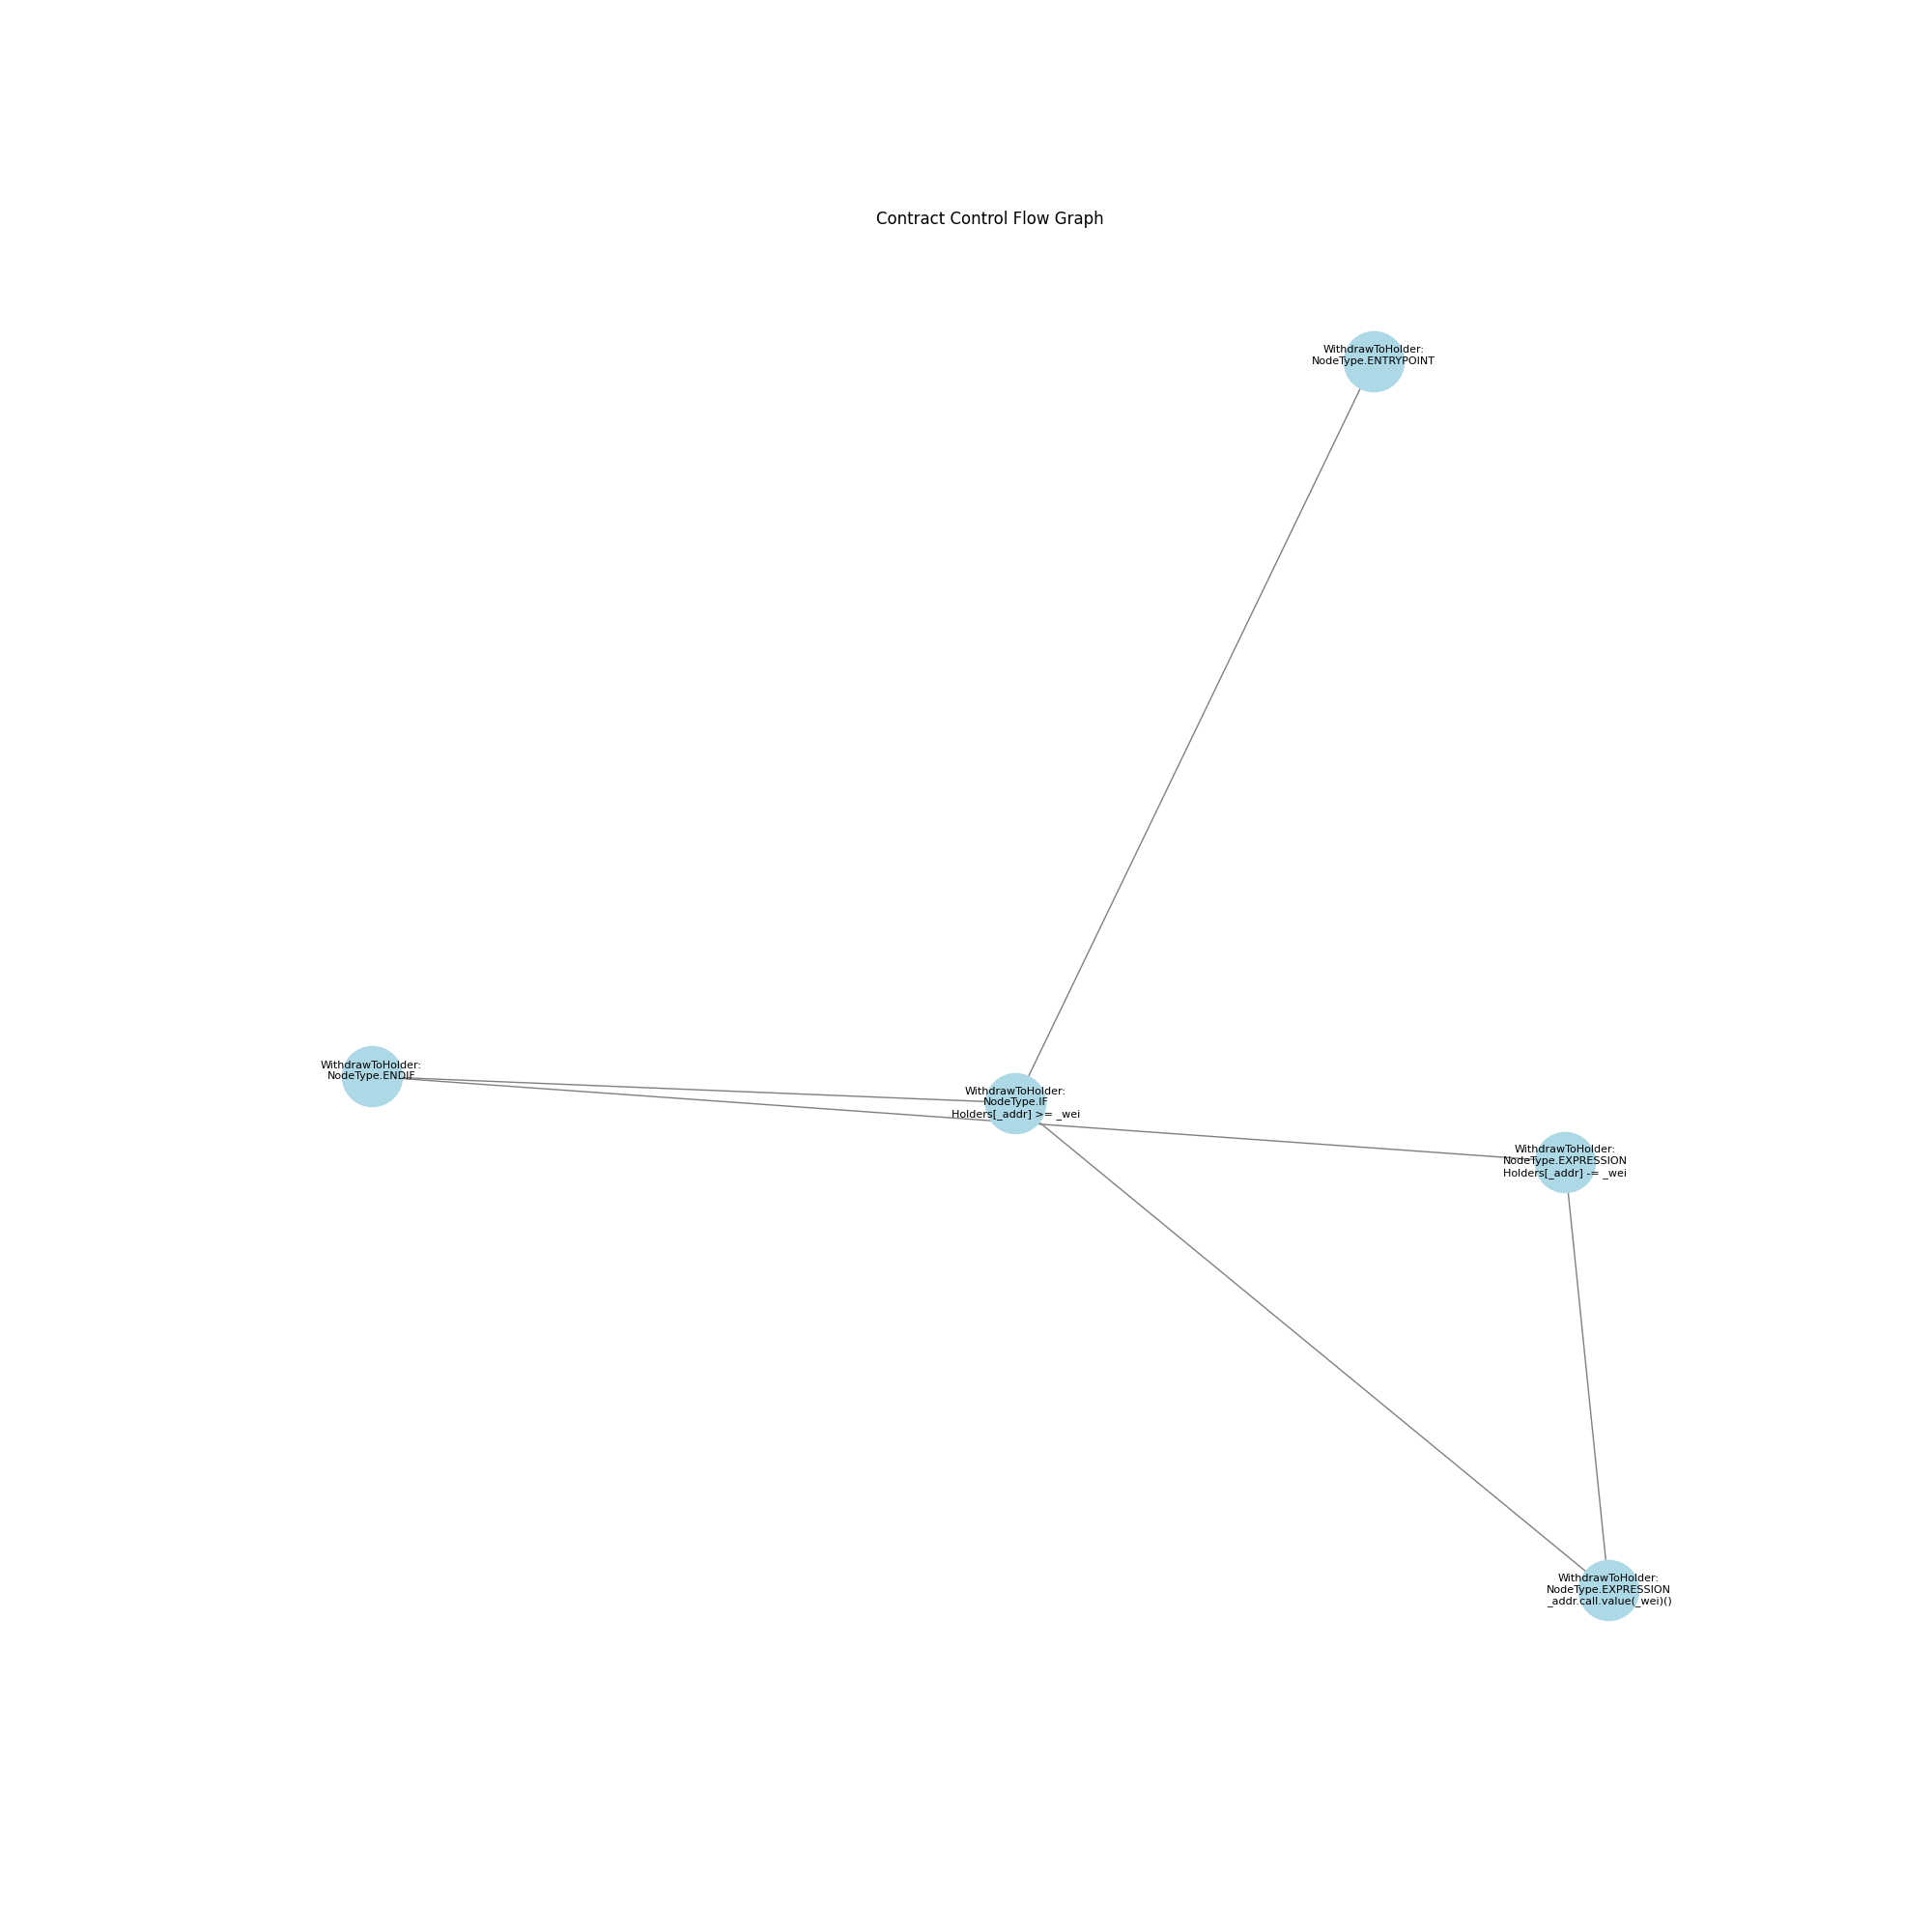 Contract Control Flow Graph
WithdrawToHolder:
NodeType.ENTRYPOINT
WithdrawToHolder:
NodeType.ENDIF
WithdrawToHolder:
NodeType.IF
Holders[_addr] >= _wei
WithdrawToHolder:
NodeType.EXPRESSION
Holders[_addr] -= _wei
WithdrawToHolder:
NodeType.EXPRESSION
_addr.call.value(_wei)()